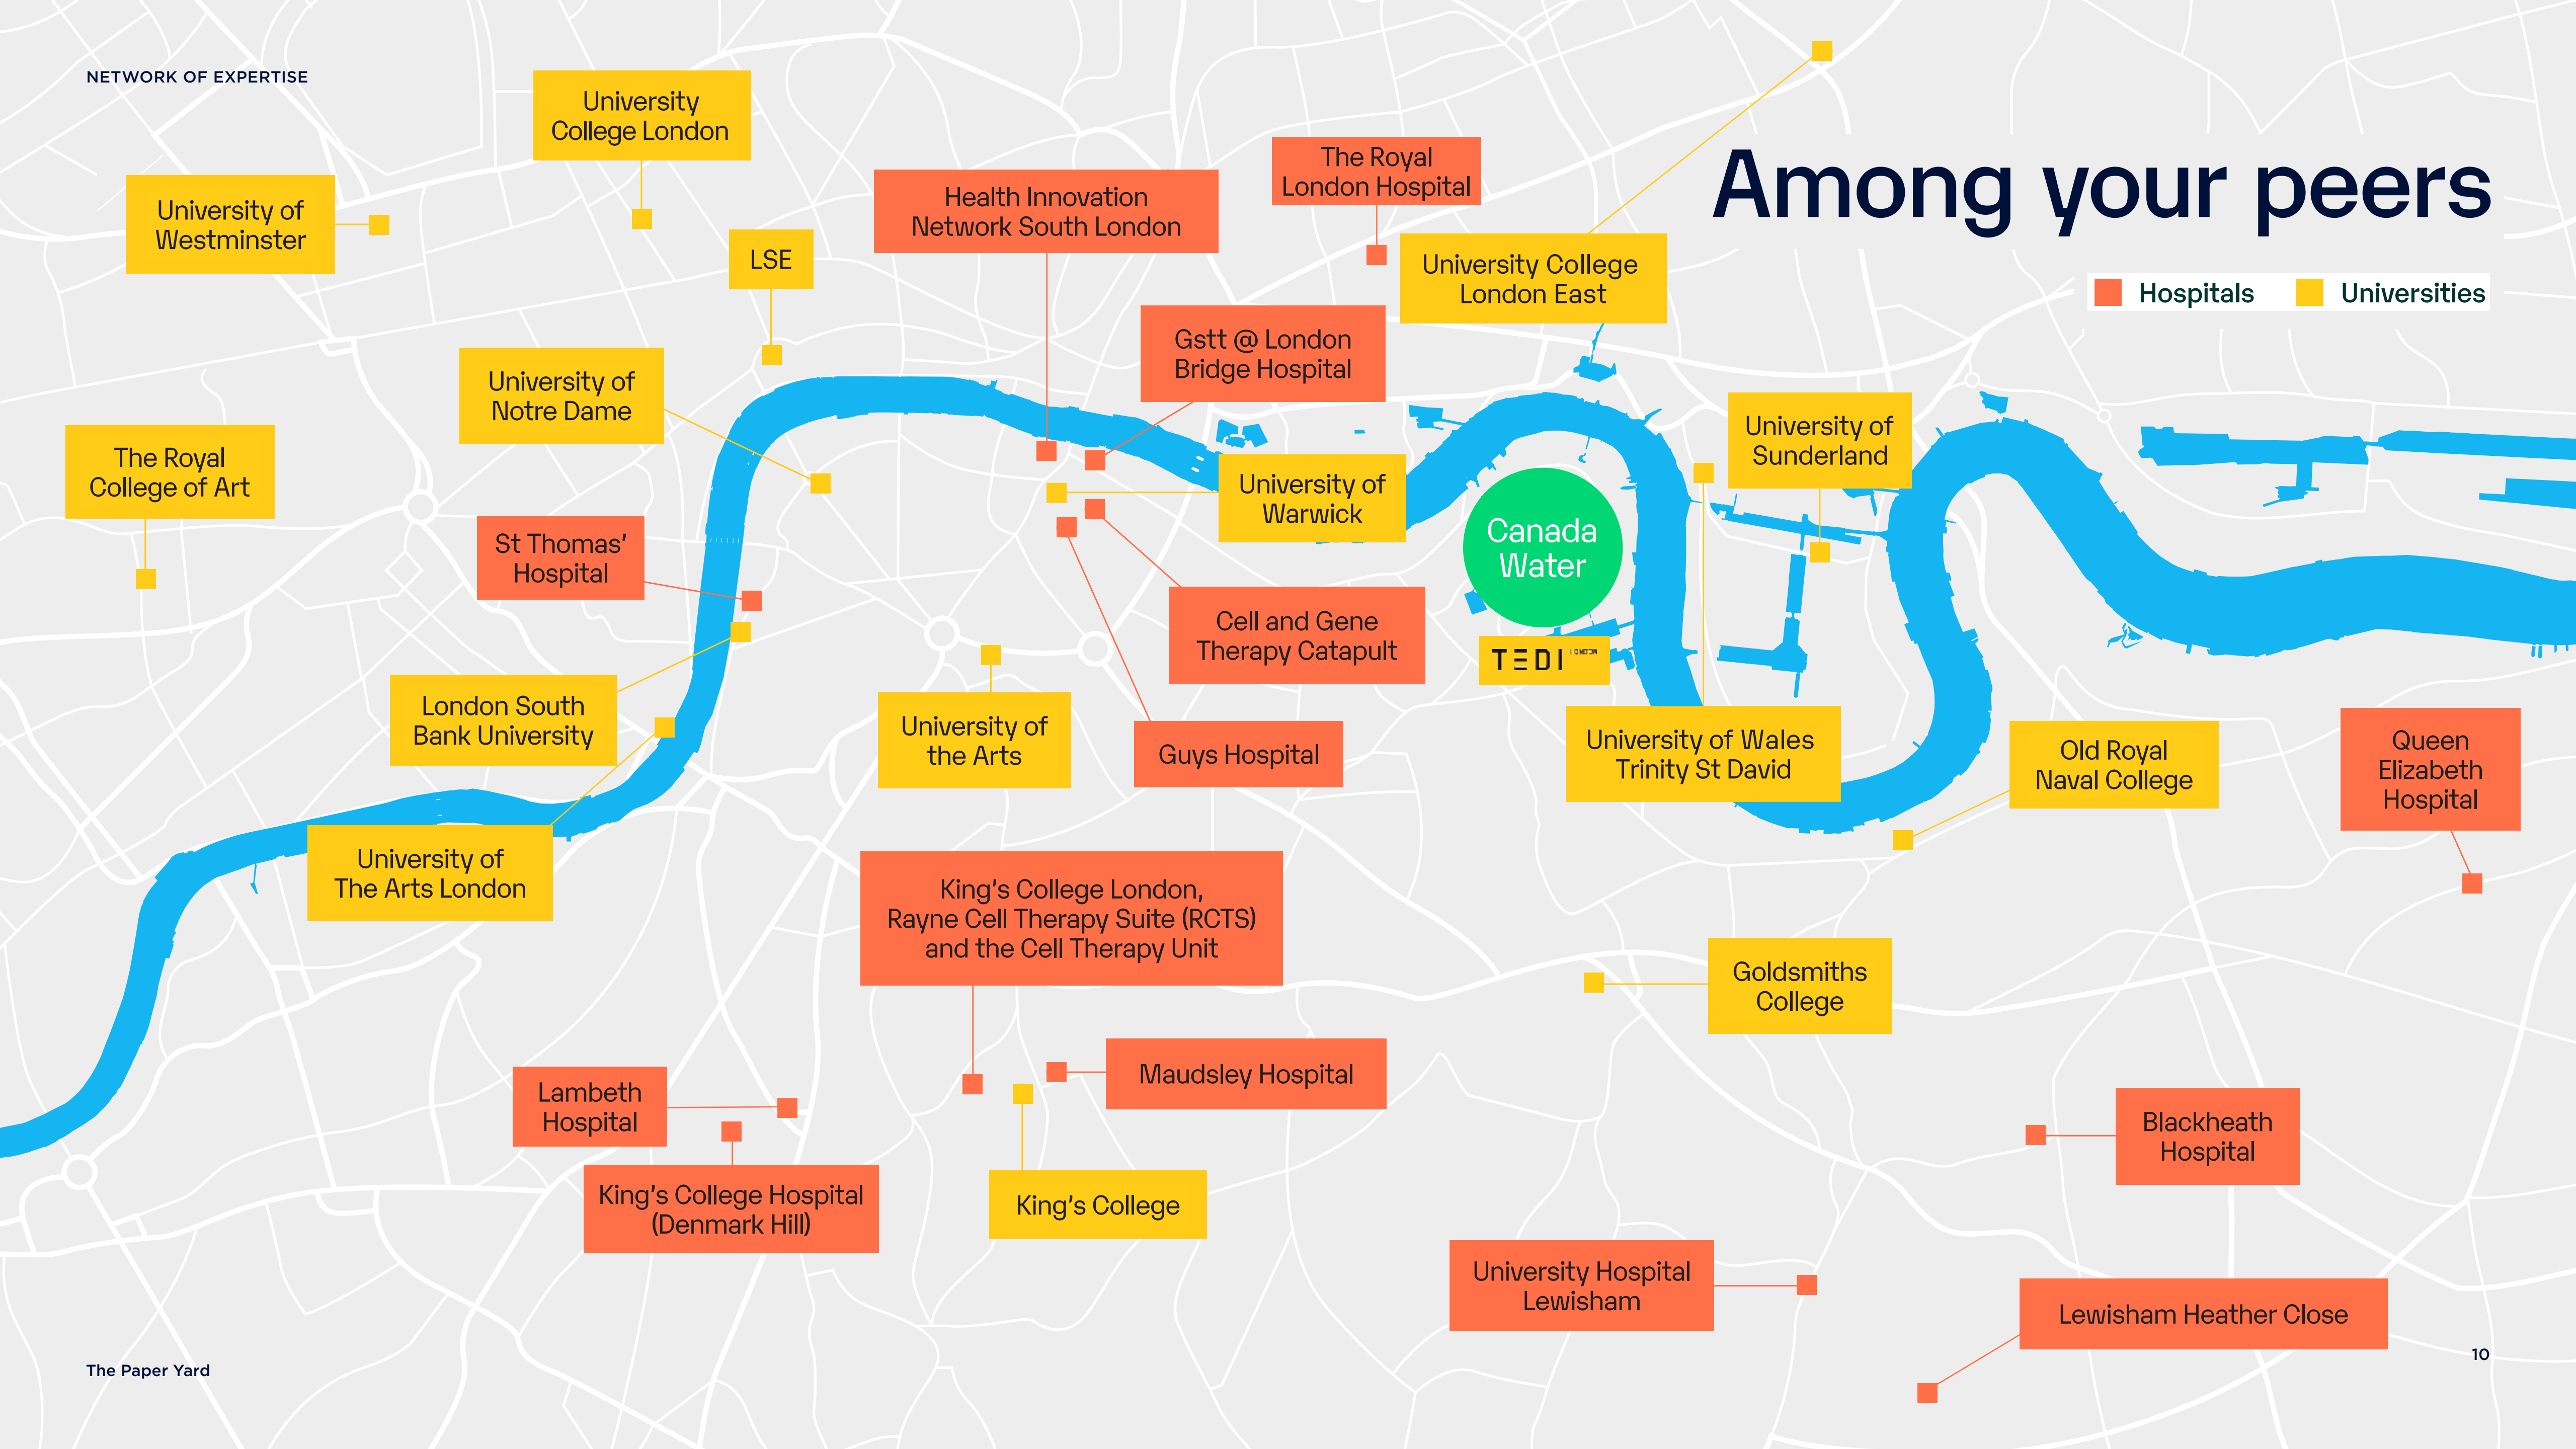 NETWORK OF EXPERTISE
Among your peers
Hospitals
Universities
University
College London
University of
Westminster
Health Innovation
Network South London
The Royal
London Hospital
University College
London East
LSE
Gstt @ London
Bridge Hospital
University of
Notre Dame
University of
Sunderland
The Royal
College of Art
University of
Warwick
Canada
Water
St Thomas’
Hospital
Cell and Gene
Therapy Catapult
TEDI LONDON
London South
Bank University
University of
the Arts
Guys Hospital
University of Wales
Trinity St David
Old Royal
Naval College
Queen
Elizabeth
Hospital
University of
The Arts London
King’s College London,
Rayne Cell Therapy Suite (RCTS)
and the Cell Therapy Unit
Goldsmiths
College
Maudsley Hospital
Lambeth
Hospital
Blackheath
Hospital
King’s College Hospital
(Denmark Hill)
King’s College
University Hospital
Lewisham
Lewisham Heather Close
The Paper Yard
10